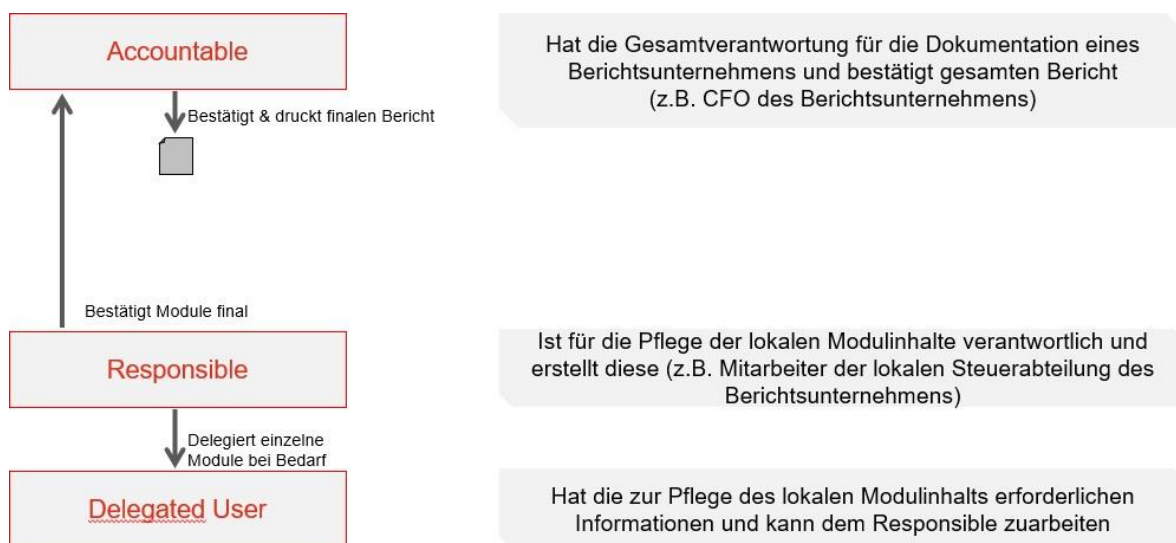 Accountable
Hat die Gesamtverantwortung für die Dokumentation eines
Berichtsunternehmens und bestätigt gesamten Bericht
(z.B. CFO des Berichtsunternehmens)
Bestätigt & druckt finalen Bericht
Bestätigt Module final
Responsible
Ist für die Pflege der lokalen Modulinhalte verantwortlich und
erstellt diese (z.B. Mitarbeiter der lokalen Steuerabteilung des
Berichtsunternehmens)
Delegiert einzelne
Module bei Bedarf
Delegated User
Hat die zur Pflege des lokalen Modulinhalts erforderlichen
Informationen und kann dem Responsible zuarbeiten